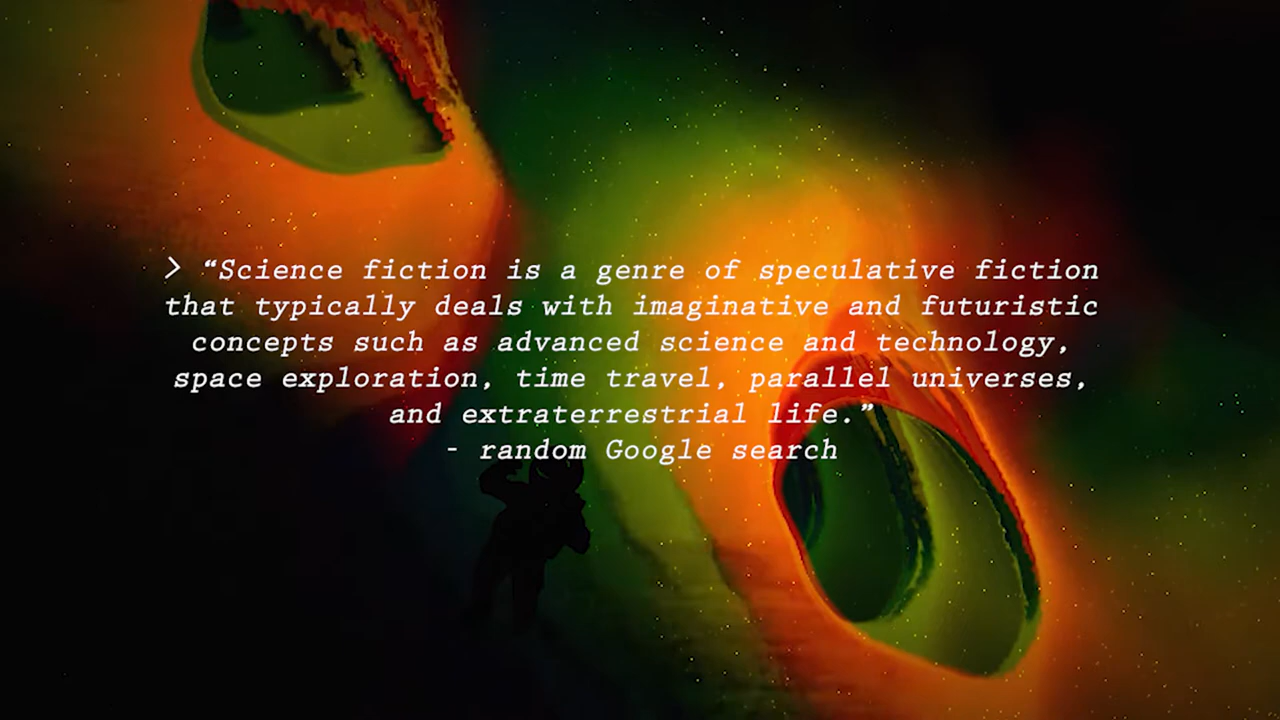 > “Science fiction is a genre of speculative fiction
that typically deals with imaginative and futuristic
concepts such as advanced science and technology,
space exploration, time travel, parallel universes,
and extraterrestrial life.”
- random Google search